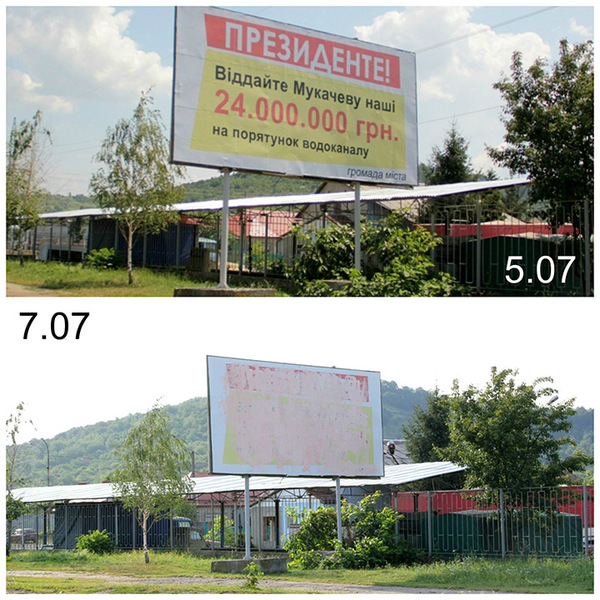 ПРЕЗИДЕНТЕ!
Віддайте Мукачеву наші
24.000.000 грн.
на порятунок водоканалу
громада міста
5.07
7.07